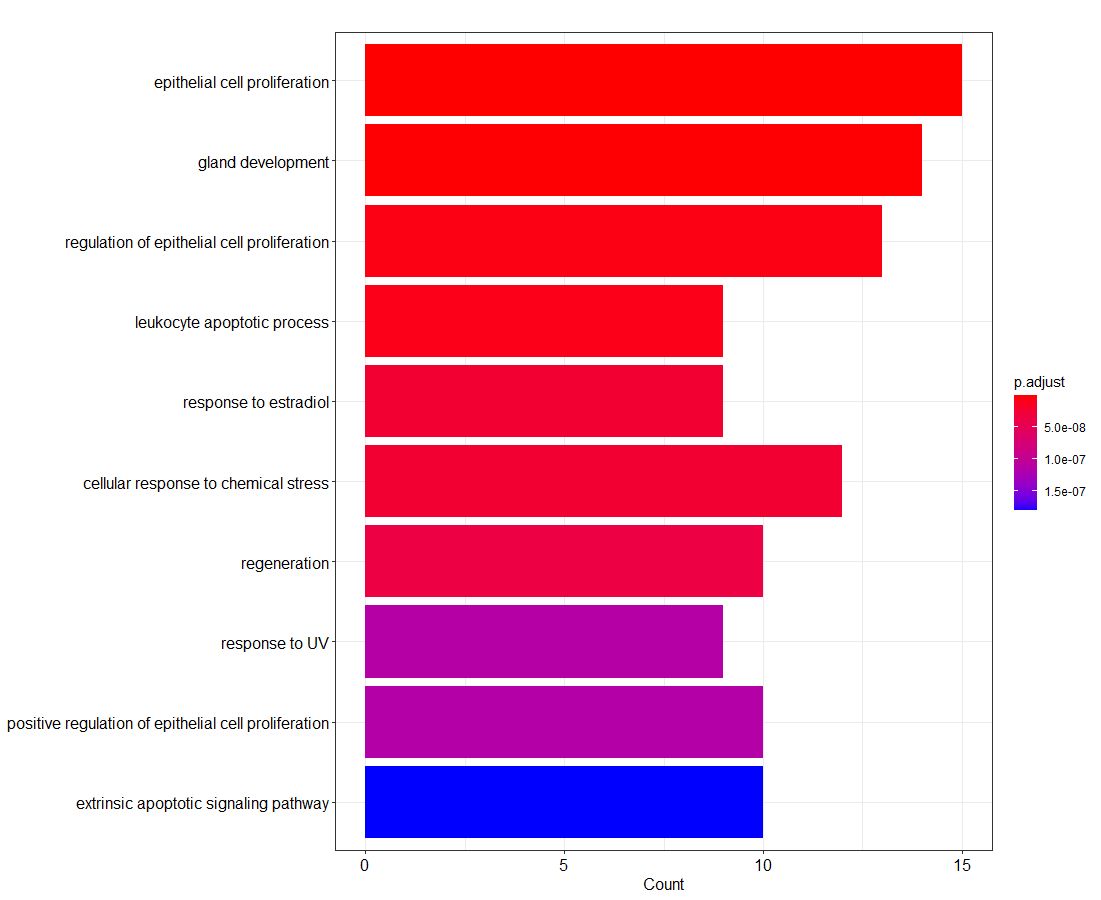 epithelial cell proliferation
gland development
regulation of epithelial cell proliferation
leukocyte apoptotic process
response to estradiol
cellular response to chemical stress
regeneration
response to UV
positive regulation of epithelial cell proliferation
extrinsic apoptotic signaling pathway
0 5 10 15
Count
p.adjust
5.0e-08
1.0e-07
1.5e-07